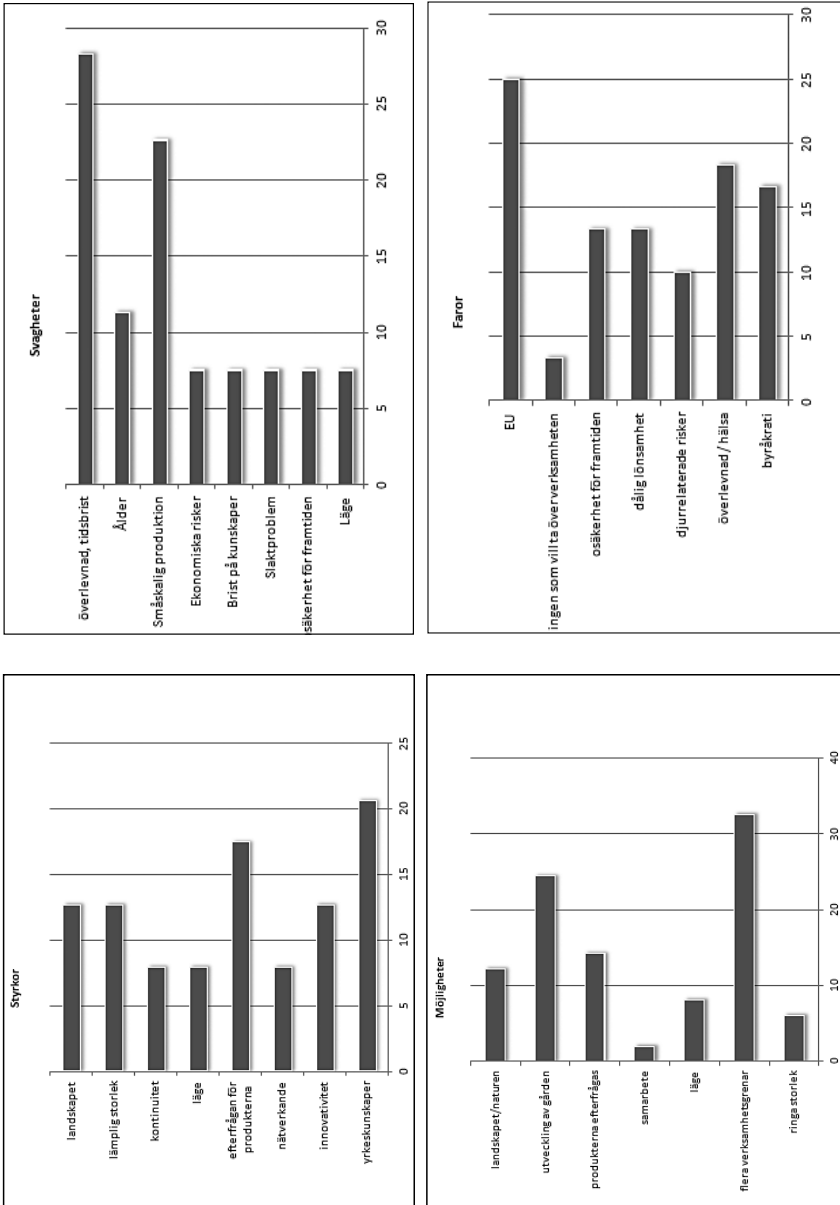 Svagheter
överlevnad, tidsbrist
Ålder
Småskalig produktion
Ekonomiska risker
Brist på kunskaper
Slaktproblem
säkerhet för framtiden
Läge
0
5
10
15
20
25
30
Faror
EU
ingen som vill ta över verksamheten
osäkerhet för framtiden
dålig lönsamhet
djurrelaterade risker
överlevnad / hälsa
byråkrati
0
5
10
15
20
25
30
Styrkor
landskapet
lämplig storlek
kontinuitet
läge
efterfrågan för
produkterna
nätverkande
innovativitet
yrkeskunskaper
0
5
10
15
20
25
Möjligheter
landskapet/naturen
utveckling av gården
produkterna efterfrågas
samarbete
läge
flera verksamhetsgrenar
ringa storlek
0
10
20
30
40